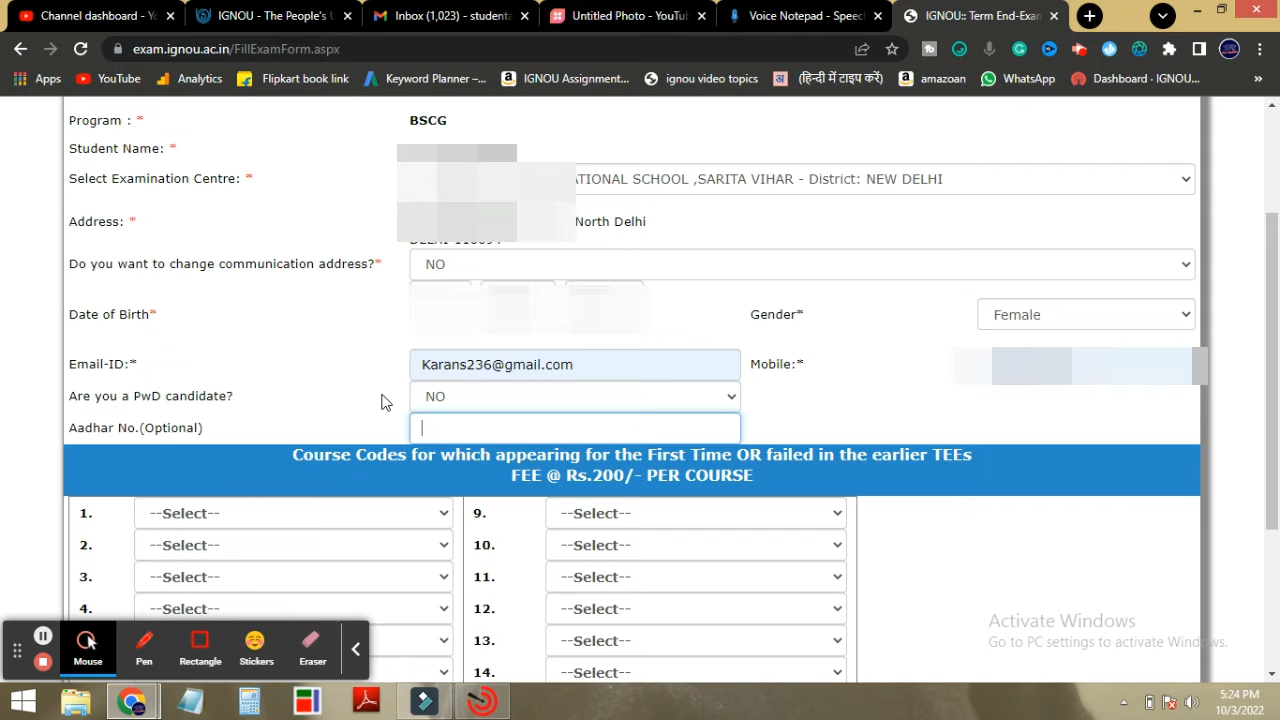 Channel dashboard - Yo
IGNOU - The People's U
Inbox (1,023) - studenta
Untitled Photo - YouTub
Voice Notepad - Speech
IGNOU:: Term End-Exam
exam.ignou.ac.in/FillExamForm.aspx
Apps
YouTube
Analytics
Flipkart book link
Keyword Planner –...
IGNOU Assignment...
ignou video topics
(हिन्दी में टाइप करें)
amazoan
WhatsApp
Dashboard · IGNOU...
»
Program : * BSCG
Student Name: *
Select Examination Centre: * ATIONAL SCHOOL ,SARITA VIHAR - District: NEW DELHI
Address: * North Delhi
Do you want to change communication address?* NO
Date of Birth* Gender* Female
Email-ID:* Karans236@gmail.com Mobile:*
Are you a PwD candidate? NO
Aadhar No.(Optional)
Course Codes for which appearing for the First Time OR failed in the earlier TEEs
FEE @ Rs.200/- PER COURSE
1. --Select-- 9. --Select--
2. --Select-- 10. --Select--
3. --Select-- 11. --Select--
4. --Select-- 12. --Select--
13. --Select--
14. --Select--
Activate Windows
Go to PC settings to activate Windows.
Mouse
Pen
Rectangle
Stickers
Eraser
5:24 PM
10/3/2022